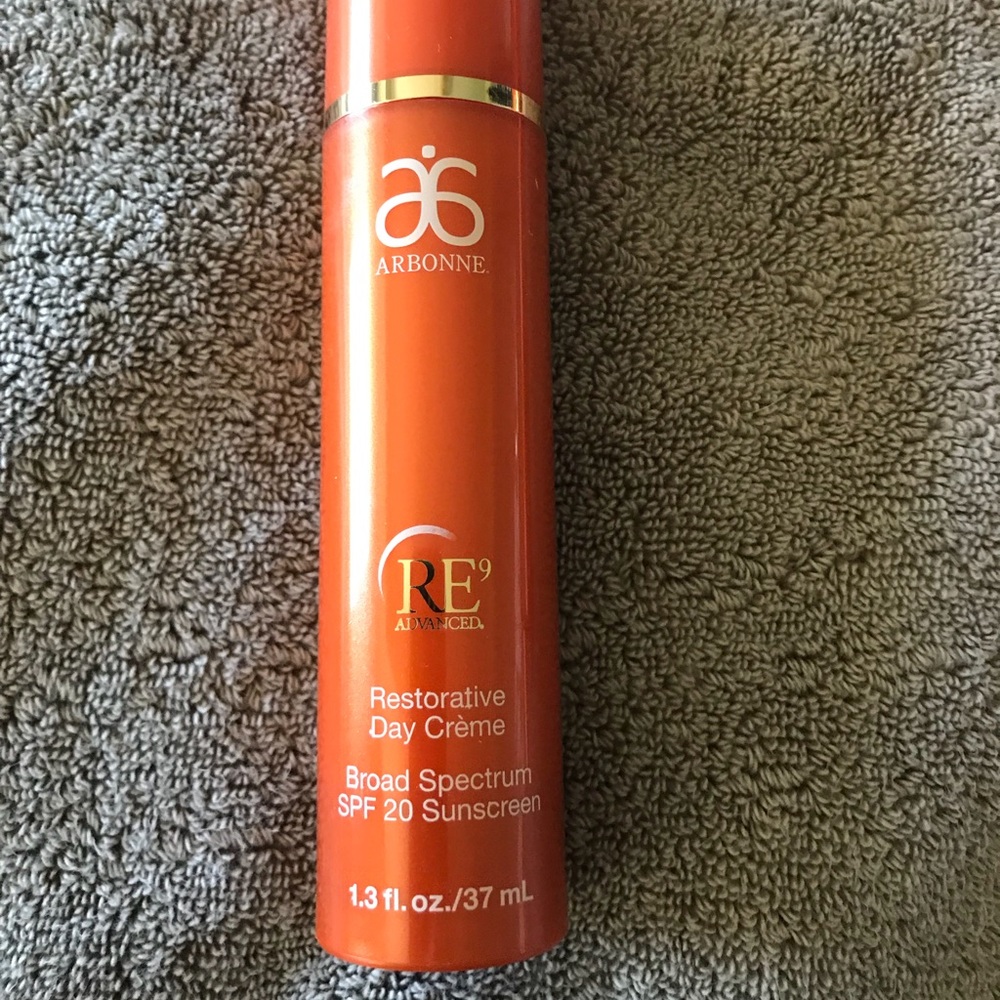 ARBONNE
RE⁹
ADVANCED®
Restorative
Day Crème
Broad Spectrum
SPF 20 Sunscreen
1.3 fl. oz./37 mL